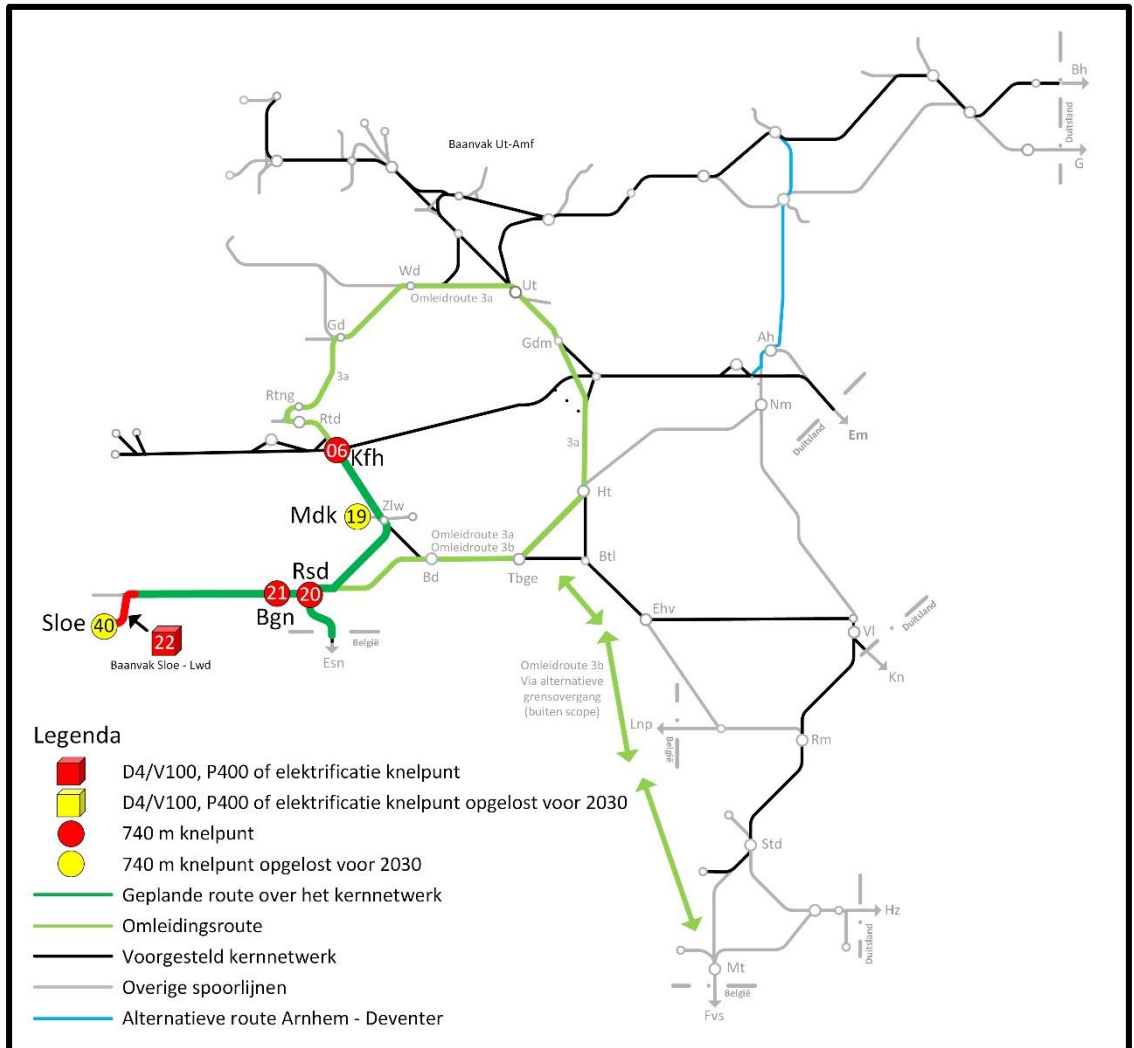 Bh
Duitsland
Baanvak Ut-Amf
G
Wd
Omleidroute 3a
Ut
Gd
Gdm
Ah
3a
Rtng
Rtd
Nm
Duitsland
Em
3a
06
Kfh
Ht
Mdk
19
Zlw
Omleidroute 3a
Omleidroute 3b
Bd
Tbge
Btl
Rsd
21
20
Bgn
Sloe
40
22
Baanvak Sloe - Lwd
België
Esn
Ehv
Vl
Duitsland
Kn
Omleidroute 3b
Via alternatieve
grensovergang
(buiten scope)
Lnp
België
Rm
Std
Hz
Duitsland
Mt
België
Fvs
Legenda
D4/V100, P400 of elektrificatie knelpunt
D4/V100, P400 of elektrificatie knelpunt opgelost voor 2030
740 m knelpunt
740 m knelpunt opgelost voor 2030
Geplande route over het kernnetwerk
Omleidingsroute
Voorgesteld kernnetwerk
Overige spoorlijnen
Alternatieve route Arnhem - Deventer